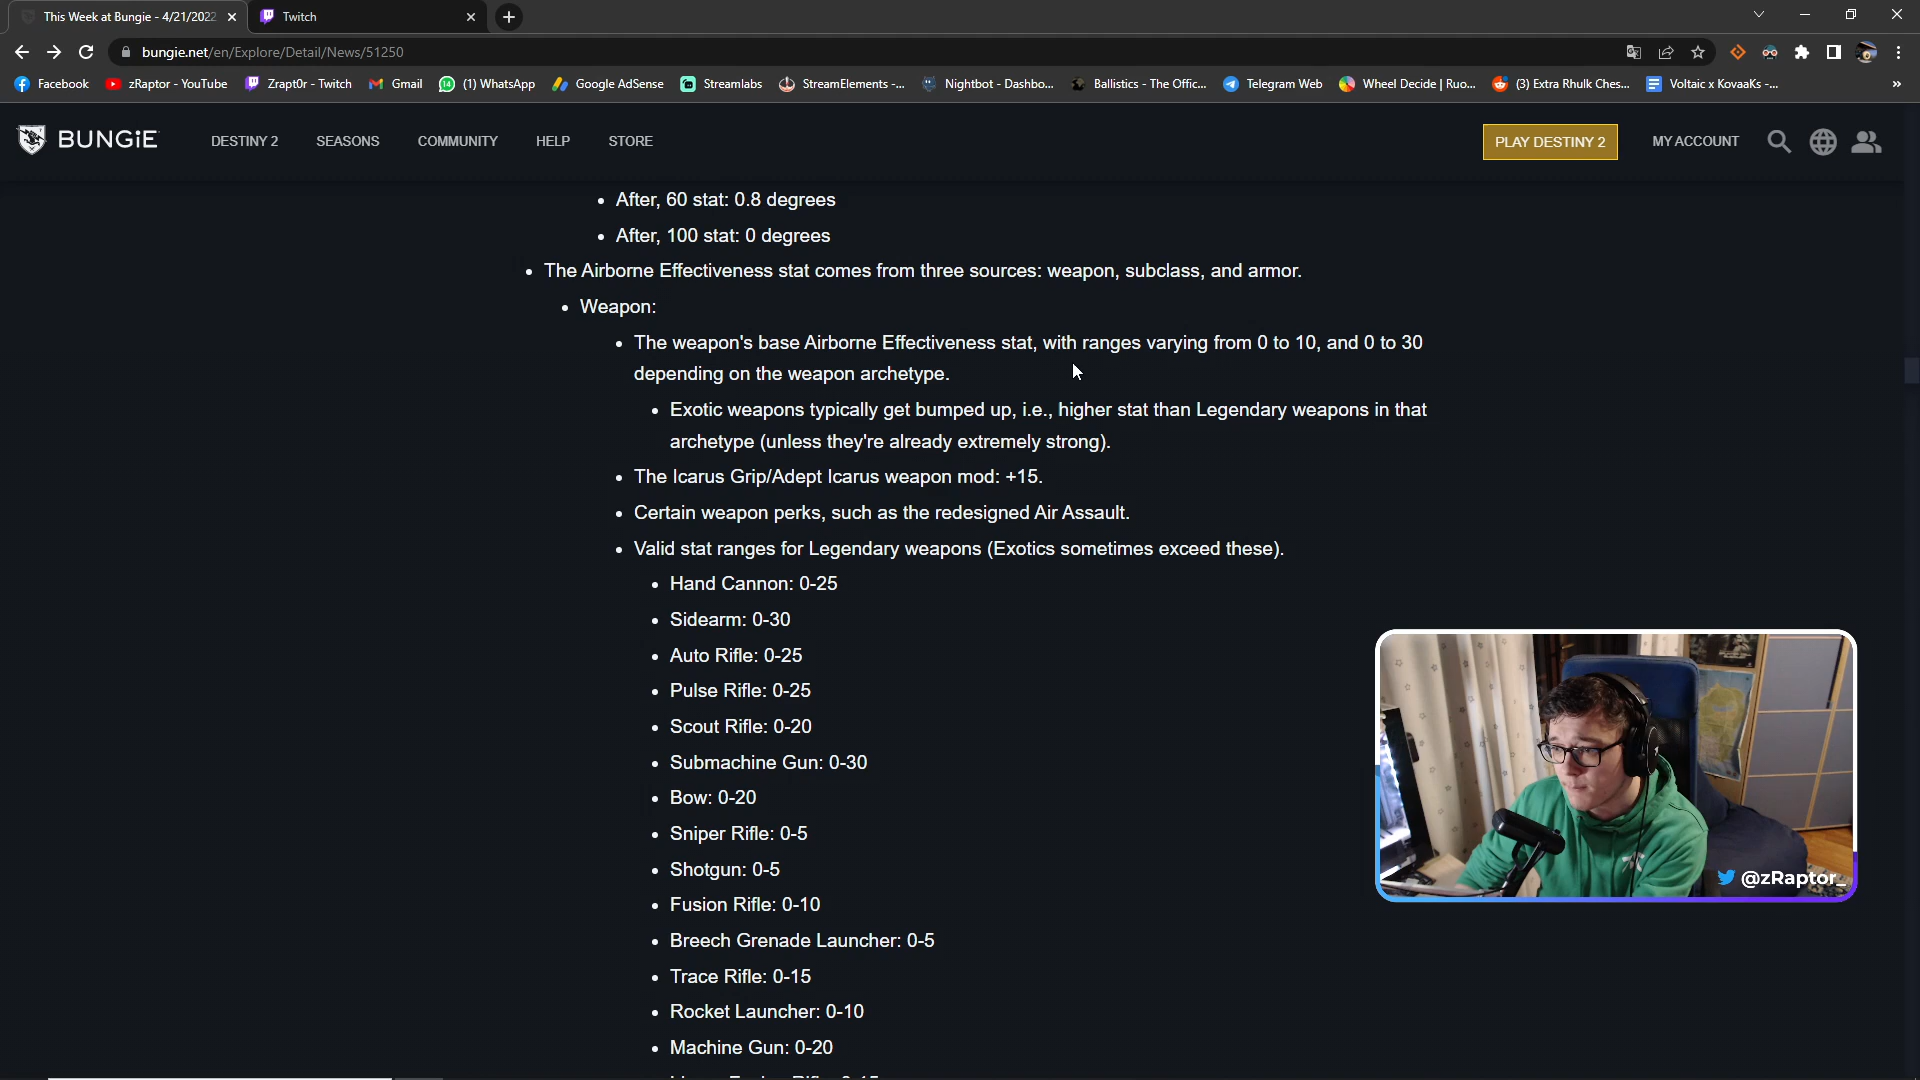 This Week at Bungie - 4/21/2022
Twitch
bungie.net/en/Explore/Detail/News/51250
Facebook
zRaptor - YouTube
Zrapt0r - Twitch
Gmail
(1) WhatsApp
Google AdSense
Streamlabs
StreamElements -...
Nightbot - Dashbo...
Ballistics - The Offic...
Telegram Web
Wheel Decide | Ruo...
(3) Extra Rhulk Ches...
Voltaic x KovaaKs -...
»
BUNGiE
DESTINY 2
SEASONS
COMMUNITY
HELP
STORE
PLAY DESTINY 2
MY ACCOUNT
• After, 60 stat: 0.8 degrees
• After, 100 stat: 0 degrees
• The Airborne Effectiveness stat comes from three sources: weapon, subclass, and armor.
• Weapon:
• The weapon's base Airborne Effectiveness stat, with ranges varying from 0 to 10, and 0 to 30
depending on the weapon archetype.
• Exotic weapons typically get bumped up, i.e., higher stat than Legendary weapons in that
archetype (unless they're already extremely strong).
• The Icarus Grip/Adept Icarus weapon mod: +15.
• Certain weapon perks, such as the redesigned Air Assault.
• Valid stat ranges for Legendary weapons (Exotics sometimes exceed these).
• Hand Cannon: 0-25
• Sidearm: 0-30
• Auto Rifle: 0-25
• Pulse Rifle: 0-25
• Scout Rifle: 0-20
• Submachine Gun: 0-30
• Bow: 0-20
• Sniper Rifle: 0-5
• Shotgun: 0-5
• Fusion Rifle: 0-10
• Breech Grenade Launcher: 0-5
• Trace Rifle: 0-15
• Rocket Launcher: 0-10
• Machine Gun: 0-20
@zRaptor_